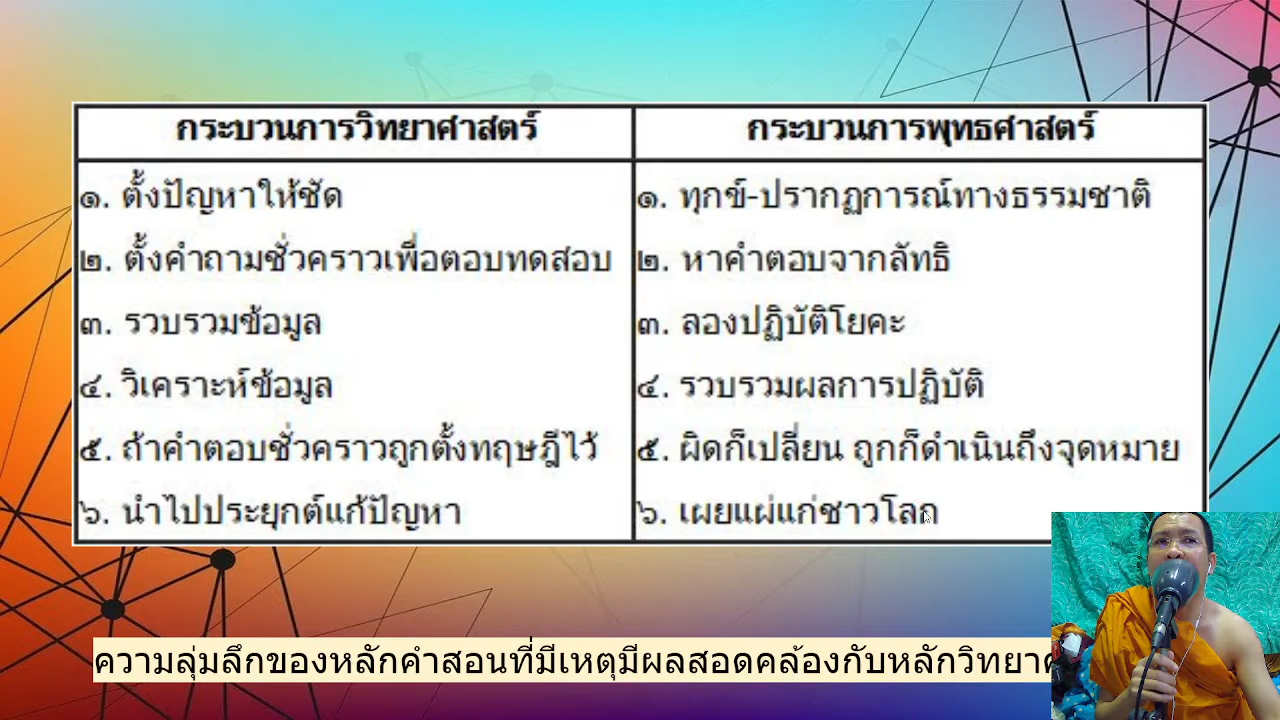 กระบวนการวิทยาศาสตร์
กระบวนการพุทธศาสตร์
๑. ตั้งปัญหาให้ชัด
๑. ทุกข์-ปรากฏการณ์ทางธรรมชาติ
๒. ตั้งคำถามชั่วคราวเพื่อตอบทดสอบ
๒. หาคำตอบจากลัทธิ
๓. รวบรวมข้อมูล
๓. ลองปฏิบัติโยคะ
๔. วิเคราะห์ข้อมูล
๔. รวบรวมผลการปฏิบัติ
๕. ถ้าคำตอบชั่วคราวถูกตั้งทฤษฎีไว้
๕. ผิดก็เปลี่ยน ถูกก็ดำเนินถึงจุดหมาย
๖. นำไปประยุกต์แก้ปัญหา
๖. เผยแผ่แก่ชาวโลก
ความลุ่มลึกของหลักคำสอนที่มีเหตุมีผลสอดคล้องกับหลักวิทยา